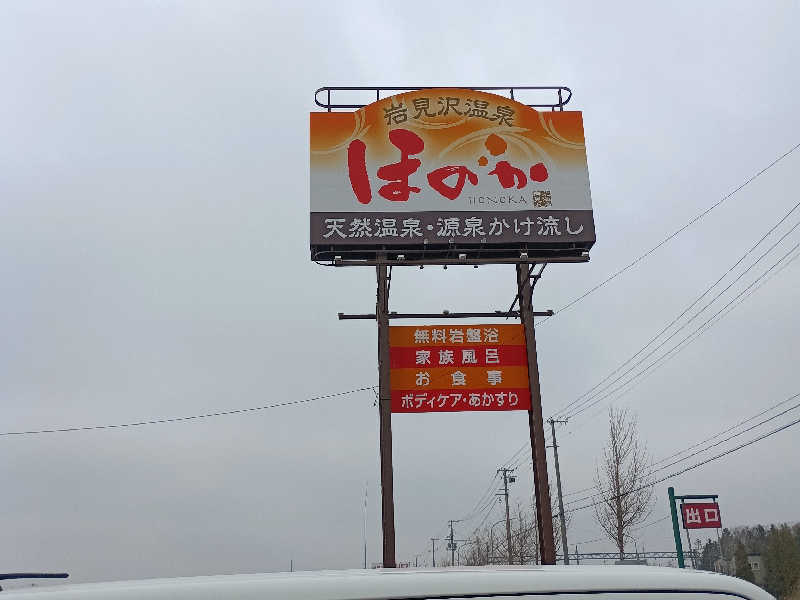 岩見沢温泉
ほのか
HONOKA
天然温泉・源泉かけ流し
無料岩盤浴
家族風呂
お食事
ボディケア・あかすり
出口